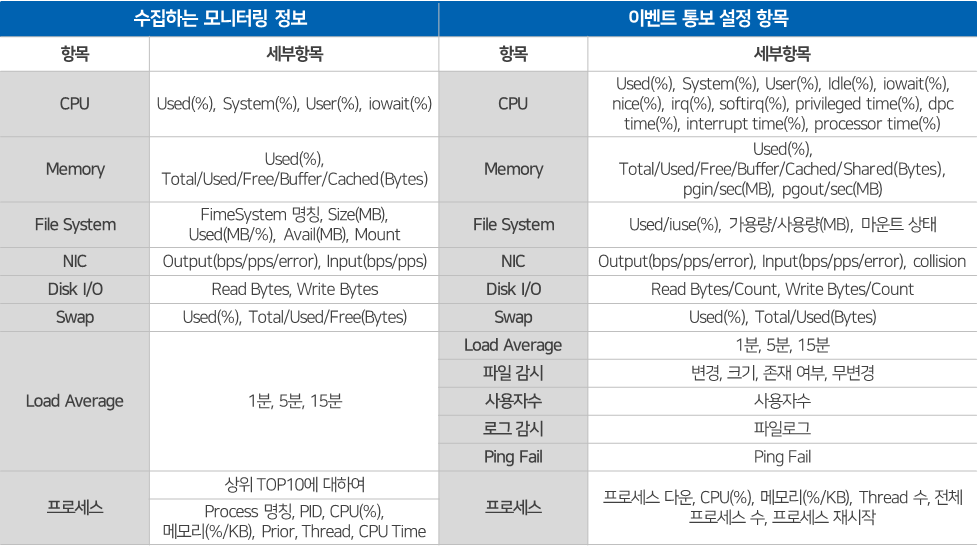 수집하는 모니터링 정보
이벤트 통보 설정 항목
항목
세부항목
항목
세부항목
CPU
Used(%), System(%), User(%), iowait(%)
CPU
Used(%), System(%), User(%), Idle(%), iowait(%),
nice(%), irq(%), softirq(%), privileged time(%), dpc
time(%), interrupt time(%), processor time(%)
Memory
Used(%),
Total/Used/Free/Buffer/Cached(Bytes)
Memory
Used(%),
Total/Used/Free/Buffer/Cached/Shared(Bytes),
pgin/sec(MB), pgout/sec(MB)
File System
FimeSystem 명칭, Size(MB),
Used(MB/%), Avail(MB), Mount
File System
Used/iuse(%), 가용량/사용량(MB), 마운트 상태
NIC
Output(bps/pps/error), Input(bps/pps)
NIC
Output(bps/pps/error), Input(bps/pps/error), collision
Disk I/O
Read Bytes, Write Bytes
Disk I/O
Read Bytes/Count, Write Bytes/Count
Swap
Used(%), Total/Used/Free(Bytes)
Swap
Used(%), Total/Used(Bytes)
Load Average
1분, 5분, 15분
Load Average
1분, 5분, 15분
파일 감시
변경, 크기, 존재 여부, 무변경
사용자수
사용자수
로그 감시
파일로그
Ping Fail
Ping Fail
프로세스
상위 TOP10에 대하여
Process 명칭, PID, CPU(%),
메모리(%/KB), Prior, Thread, CPU Time
프로세스
프로세스 다운, CPU(%), 메모리(%/KB), Thread 수, 전체
프로세스 수, 프로세스 재시작